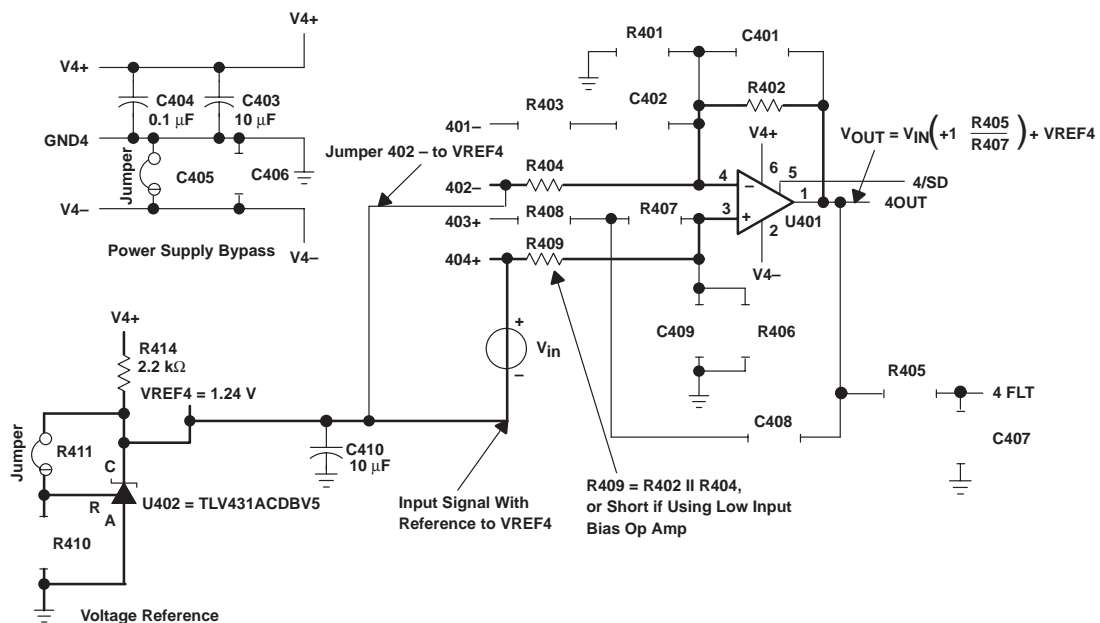 V4+
V4+
C404
0.1 μF
C403
10 μF
GND4
Jumper
C405
C406
V4–
Power Supply Bypass
V4–
R401
C401
R402
R403
C402
401–
Jumper 402 – to VREF4
R404
402–
403+
R408
R407
R409
404+
V4+
6
5
4
–
3
+
1
2
U401
V4–
4/SD
4OUT
VOUT = VIN(+1 R405/R407) + VREF4
C409
R406
+
Vin
–
R405
4 FLT
C407
C408
V4+
R414
2.2 kΩ
VREF4 = 1.24 V
Jumper
R411
C
R
A
U402 = TLV431ACDBV5
R410
C410
10 μF
Input Signal With
Reference to VREF4
R409 = R402 II R404,
or Short if Using Low Input
Bias Op Amp
Voltage Reference